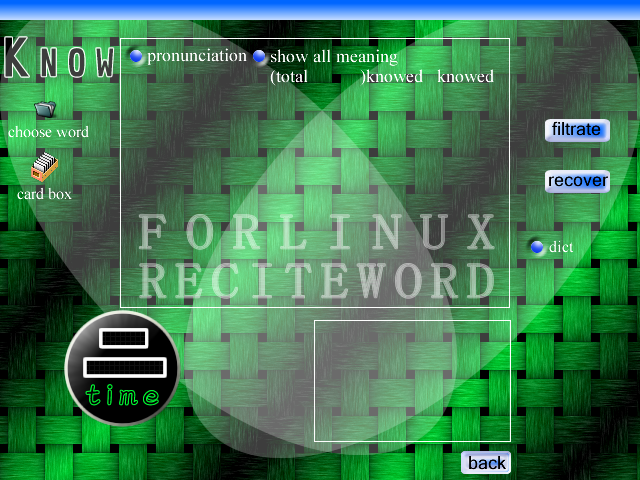 KNOW
pronunciation show all meaning
(total )knowed knowed
choose word
card box
filtrate
recover
dict
FORLINUX
RECITEWORD
time
back